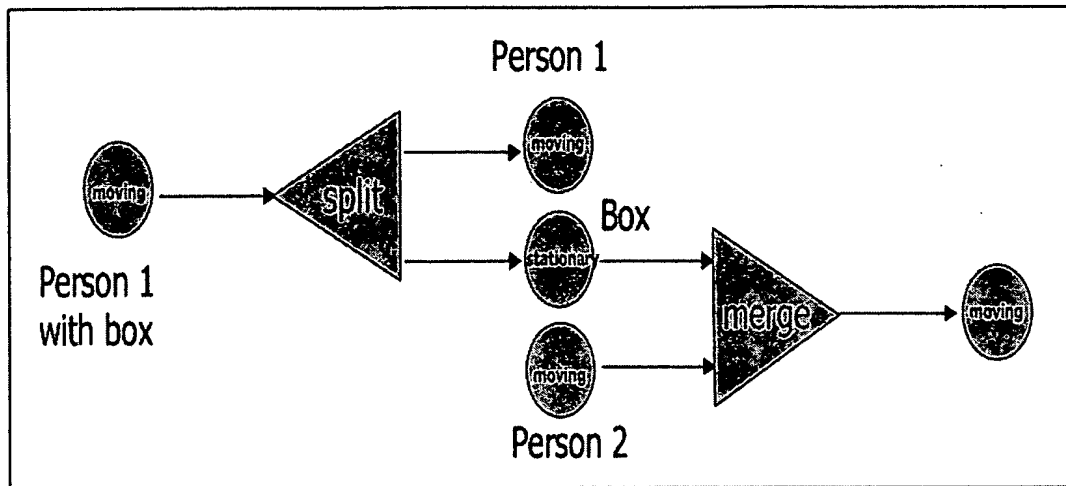 Person 1
moving
moving
split
Box
stationary
Person 1
with box
merge
moving
moving
Person 2